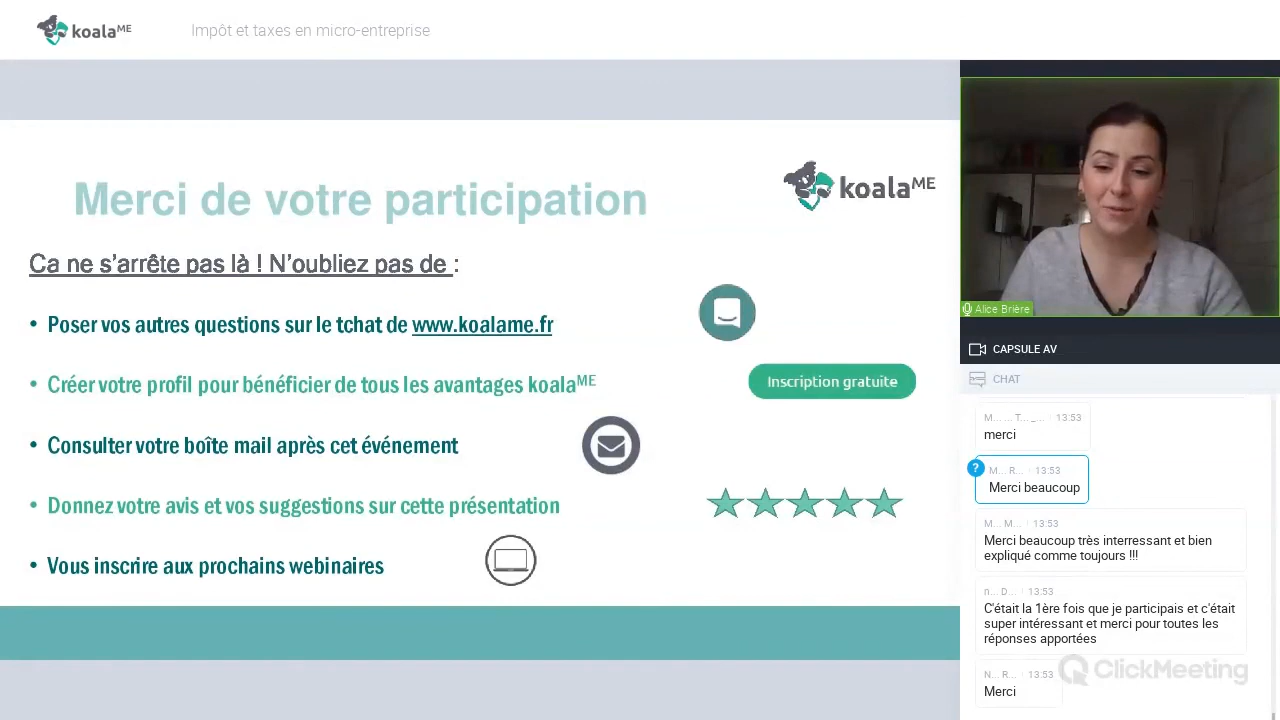 koalaME Impôt et taxes en micro-entreprise
Merci de votre participation
koalaME
Ca ne s'arrête pas là ! N'oubliez pas de :
• Poser vos autres questions sur le tchat de www.koalame.fr
• Créer votre profil pour bénéficier de tous les avantages koalaME
Inscription gratuite
• Consulter votre boîte mail après cet événement
• Donnez votre avis et vos suggestions sur cette présentation
• Vous inscrire aux prochains webinaires
Alice Brière
CAPSULE AV
CHAT
M... ... T... _... 13:53
merci
?
M... R... 13:53
Merci beaucoup
M... M... 13:53
Merci beaucoup très interressant et bien
expliqué comme toujours !!!
n... D... 13:53
C'était la 1ère fois que je participais et c'était
super intéressant et merci pour toutes les
réponses apportées
ClickMeeting
N... R... 13:53
Merci